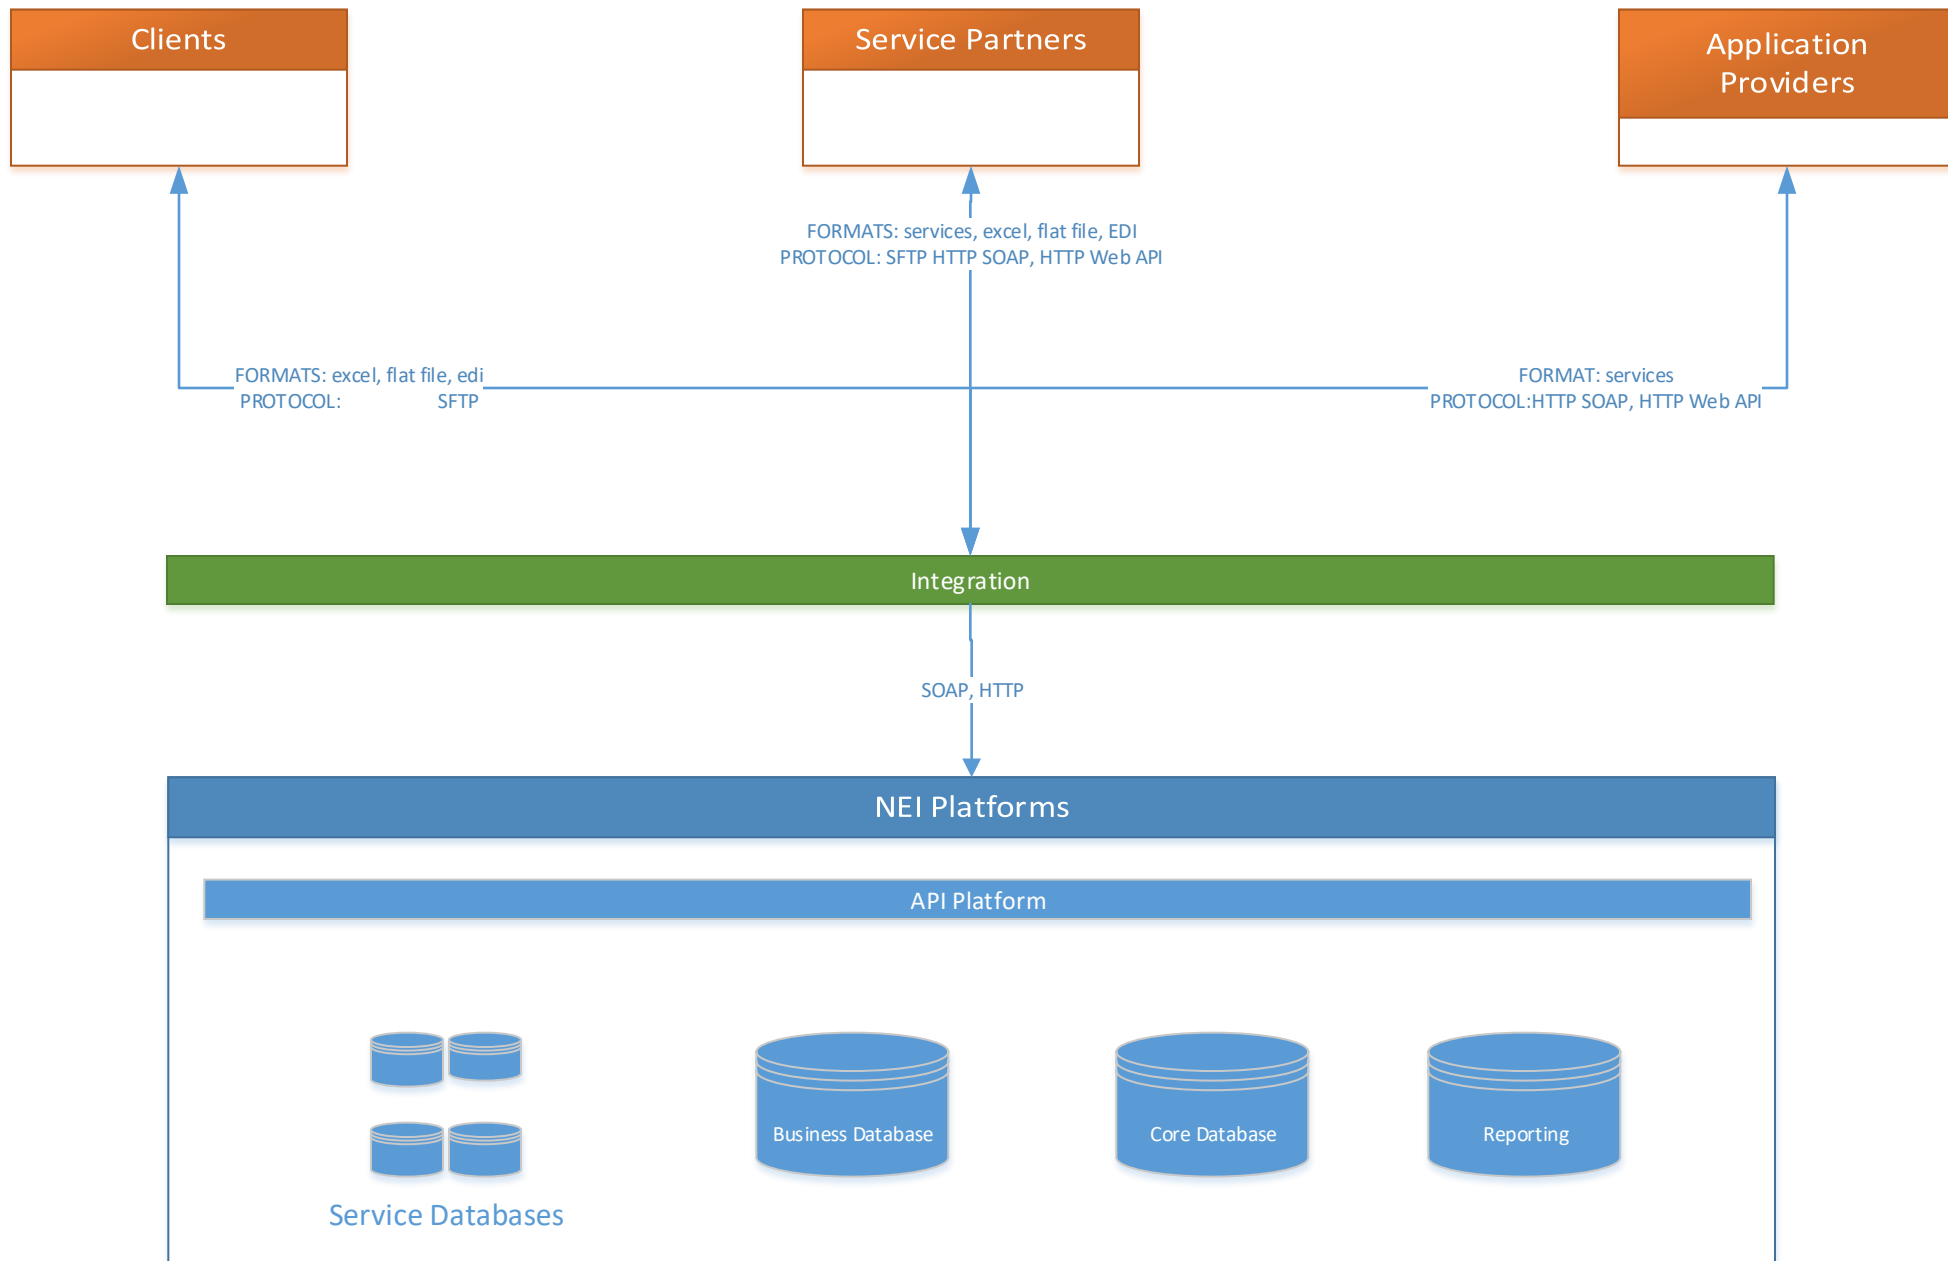 Clients
Service Partners
Application
Providers
FORMATS: services, excel, flat file, EDI
PROTOCOL: SFTP HTTP SOAP, HTTP Web API
FORMATS: excel, flat file, edi
PROTOCOL: SFTP
FORMAT: services
PROTOCOL:HTTP SOAP, HTTP Web API
Integration
SOAP, HTTP
NEI Platforms
API Platform
Business Database
Core Database
Reporting
Service Databases